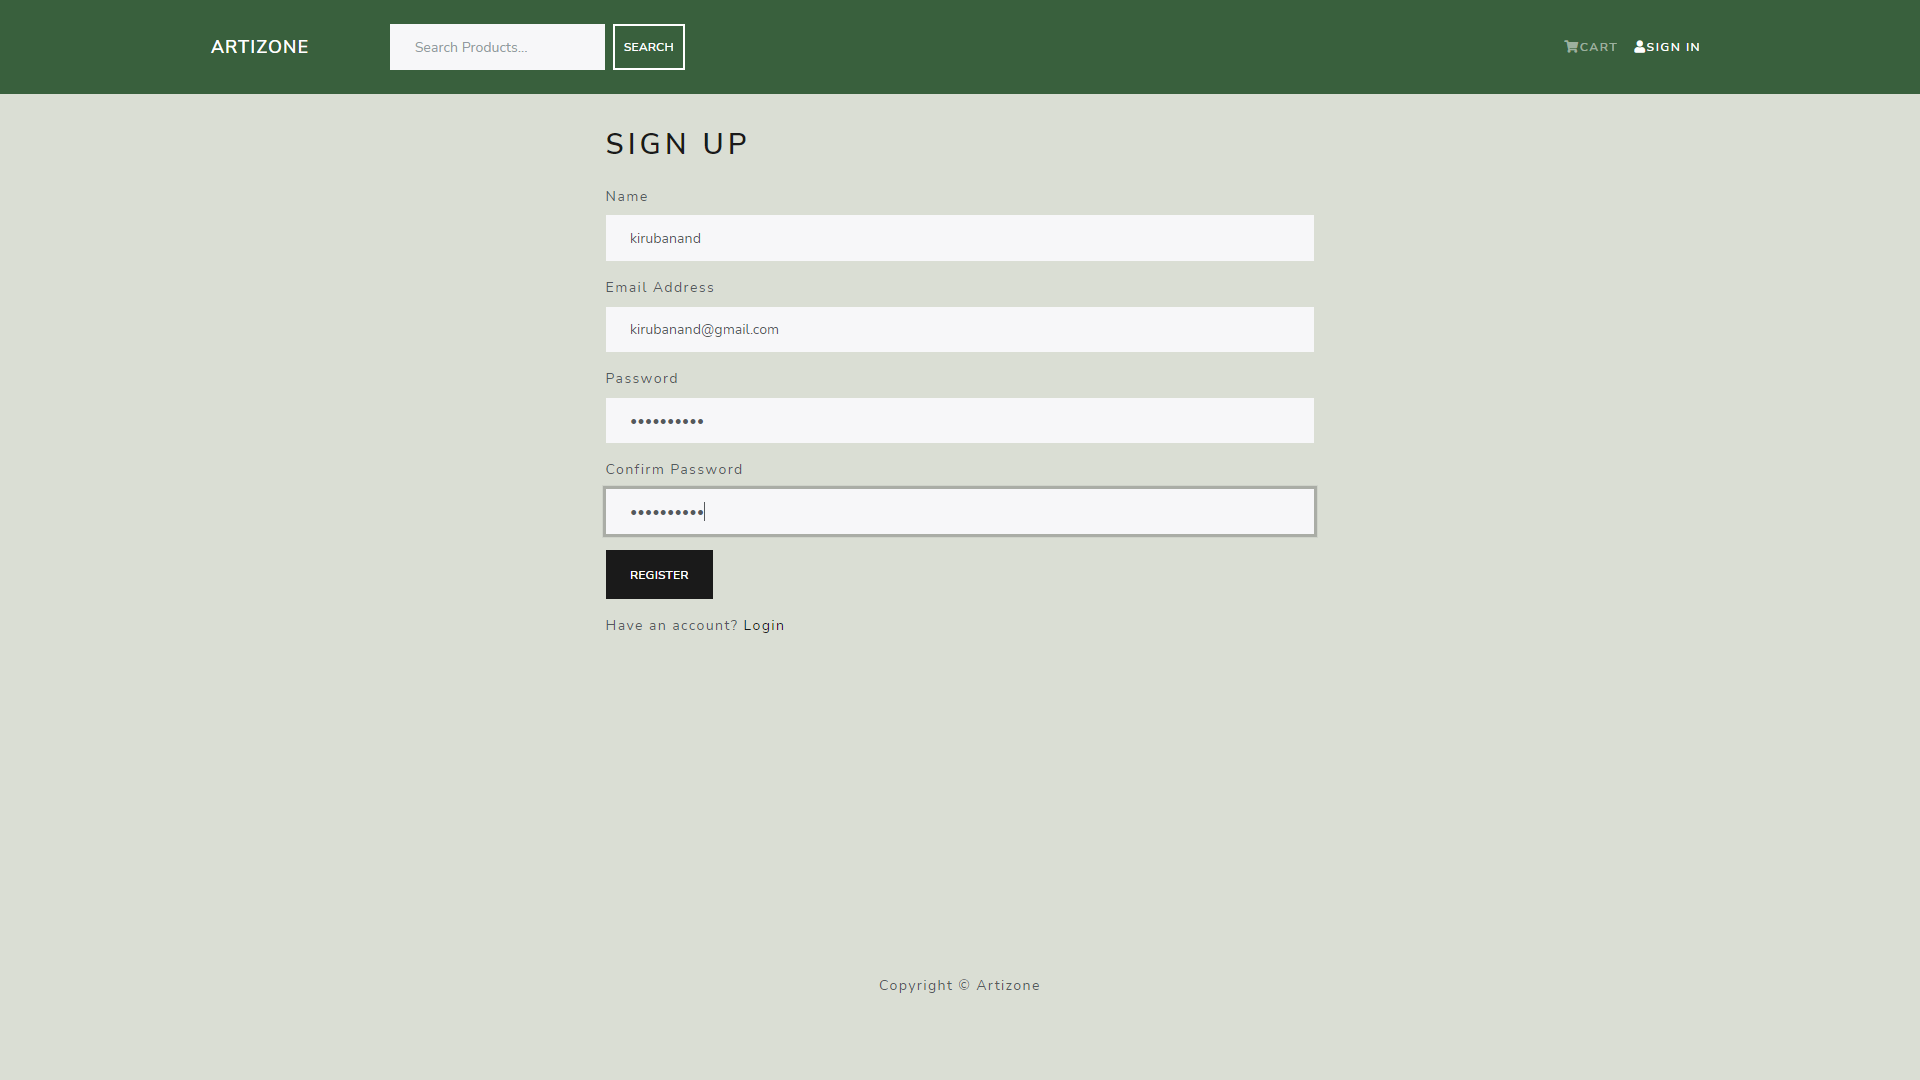 ARTIZONE
Search Products...
SEARCH
CART
SIGN IN
SIGN UP
Name
kirubanand
Email Address
kirubanand@gmail.com
Password
••••••••••
Confirm Password
••••••••••
REGISTER
Have an account? Login
Copyright © Artizone